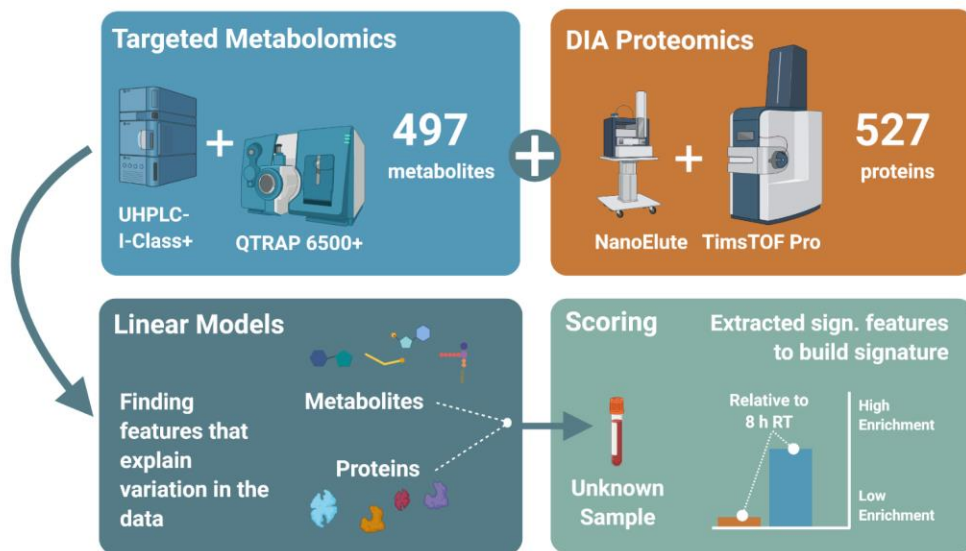 Targeted Metabolomics
497
metabolites
UHPLC-
I-Class+
QTRAP 6500+
DIA Proteomics
527
proteins
NanoElute
TimsTOF Pro
Linear Models
Finding
features that
explain
variation in the
data
Metabolites
Proteins
Scoring
Extracted sign. features
to build signature
Unknown
Sample
Relative to
8 h RT
High
Enrichment
Low
Enrichment